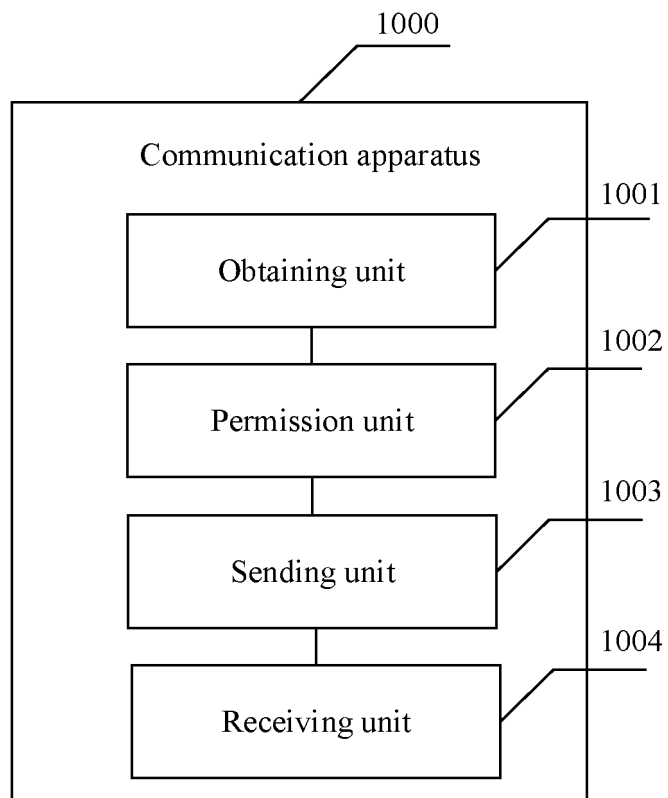 1000
Communication apparatus
1001
Obtaining unit
1002
Permission unit
1003
Sending unit
1004
Receiving unit